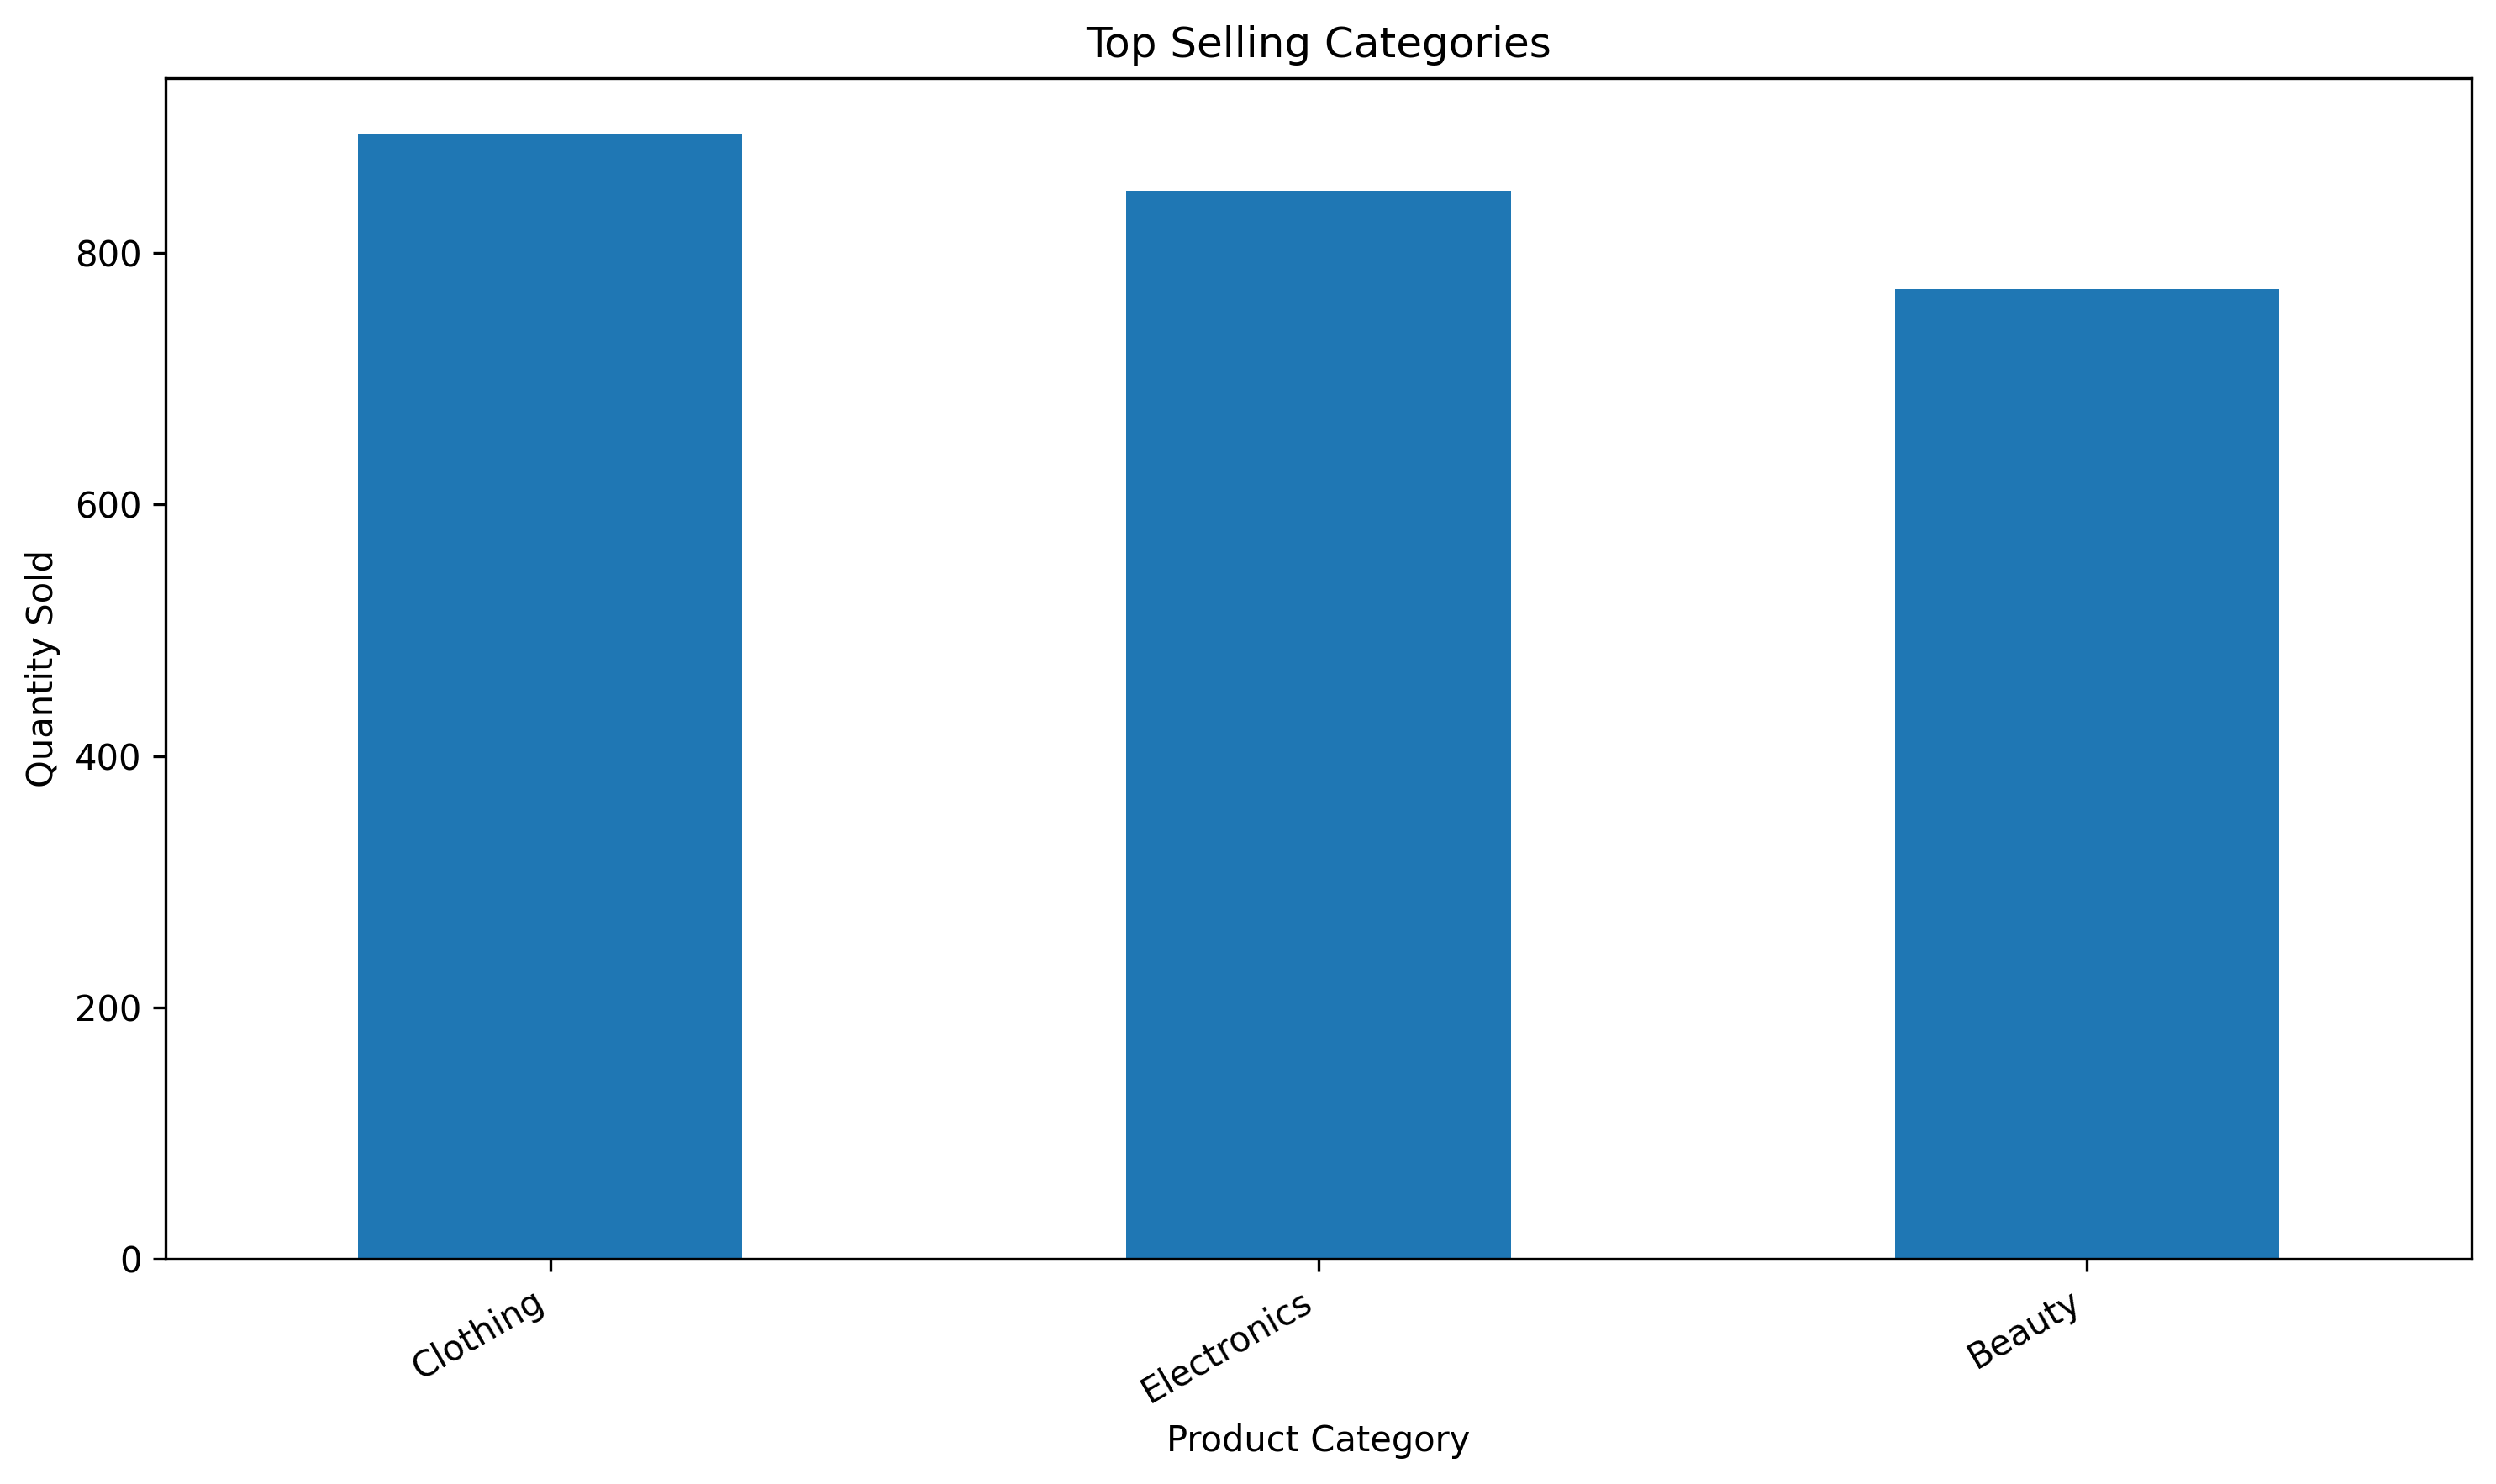 Top Selling Categories
Quantity Sold
800
600
400
200
0
Clothing
Electronics
Beauty
Product Category